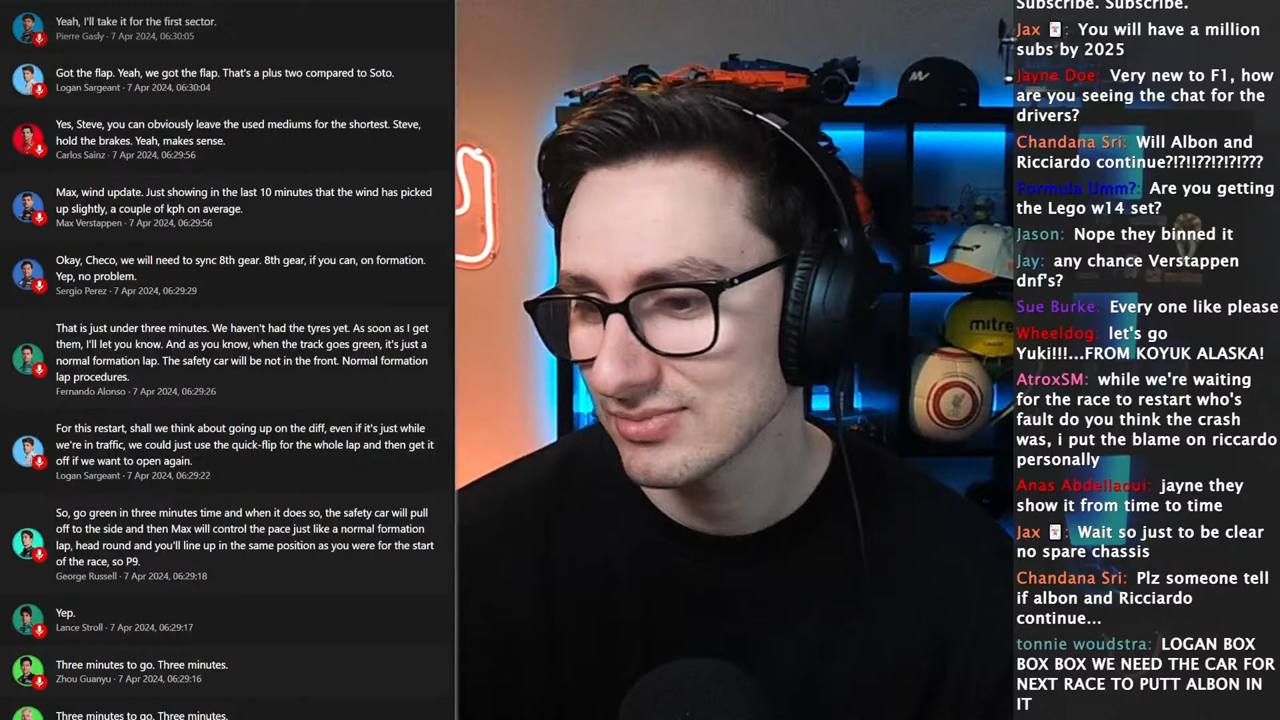 Yeah, I'll take it for the first sector.
Pierre Gasly · 7 Apr 2024, 06:30:05
Got the flap. Yeah, we got the flap. That's a plus two compared to Soto.
Logan Sargeant · 7 Apr 2024, 06:30:04
Yes, Steve, you can obviously leave the used mediums for the shortest. Steve,
hold the brakes. Yeah, makes sense.
Carlos Sainz · 7 Apr 2024, 06:29:56
Max, wind update. Just showing in the last 10 minutes that the wind has picked
up slightly, a couple of kph on average.
Max Verstappen · 7 Apr 2024, 06:29:56
Okay, Checo, we will need to sync 8th gear. 8th gear, if you can, on formation.
Yep, no problem.
Sergio Perez · 7 Apr 2024, 06:29:29
That is just under three minutes. We haven't had the tyres yet. As soon as I get
them, I'll let you know. And as you know, when the track goes green, it's just a
normal formation lap. The safety car will be not in the front. Normal formation
lap procedures.
Fernando Alonso · 7 Apr 2024, 06:29:26
For this restart, shall we think about going up on the diff, even if it's just while
we're in traffic, we could just use the quick-flip for the whole lap and then get it
off if we want to open again.
Logan Sargeant · 7 Apr 2024, 06:29:22
So, go green in three minutes time and when it does so, the safety car will pull
off to the side and then Max will control the pace just like a normal formation
lap, head round and you'll line up in the same position as you were for the start
of the race, so P9.
George Russell · 7 Apr 2024, 06:29:18
Yep.
Lance Stroll · 7 Apr 2024, 06:29:17
Three minutes to go. Three minutes.
Zhou Guanyu · 7 Apr 2024, 06:29:16
Three minutes to go. Three minutes.
mitre
Subscribe. Subscribe.
Jax 🃏: You will have a million
subs by 2025
Jayne Doe: Very new to F1, how
are you seeing the chat for the
drivers?
Chandana Sri: Will Albon and
Ricciardo continue?!?!??!?!?!???
Formula Umm?: Are you getting
the Lego w14 set?
Jason: Nope they binned it
Jay: any chance Verstappen
dnf's?
Sue Burke: Every one like please
Wheeldog: let's go
Yuki!!!...FROM KOYUK ALASKA!
AtroxSM: while we're waiting
for the race to restart who's
fault do you think the crash
was, i put the blame on riccardo
personally
Anas Abdellaoui: jayne they
show it from time to time
Jax 🃏: Wait so just to be clear
no spare chassis
Chandana Sri: Plz someone tell
if albon and Ricciardo
continue...
tonnie woudstra: LOGAN BOX
BOX BOX WE NEED THE CAR FOR
NEXT RACE TO PUTT ALBON IN
IT